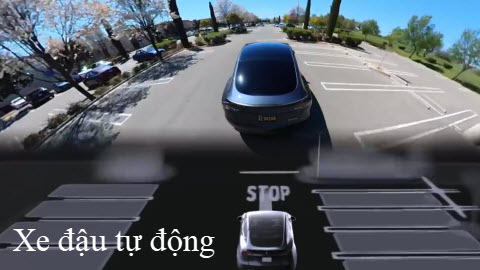 STOP
Xe đậu tự động